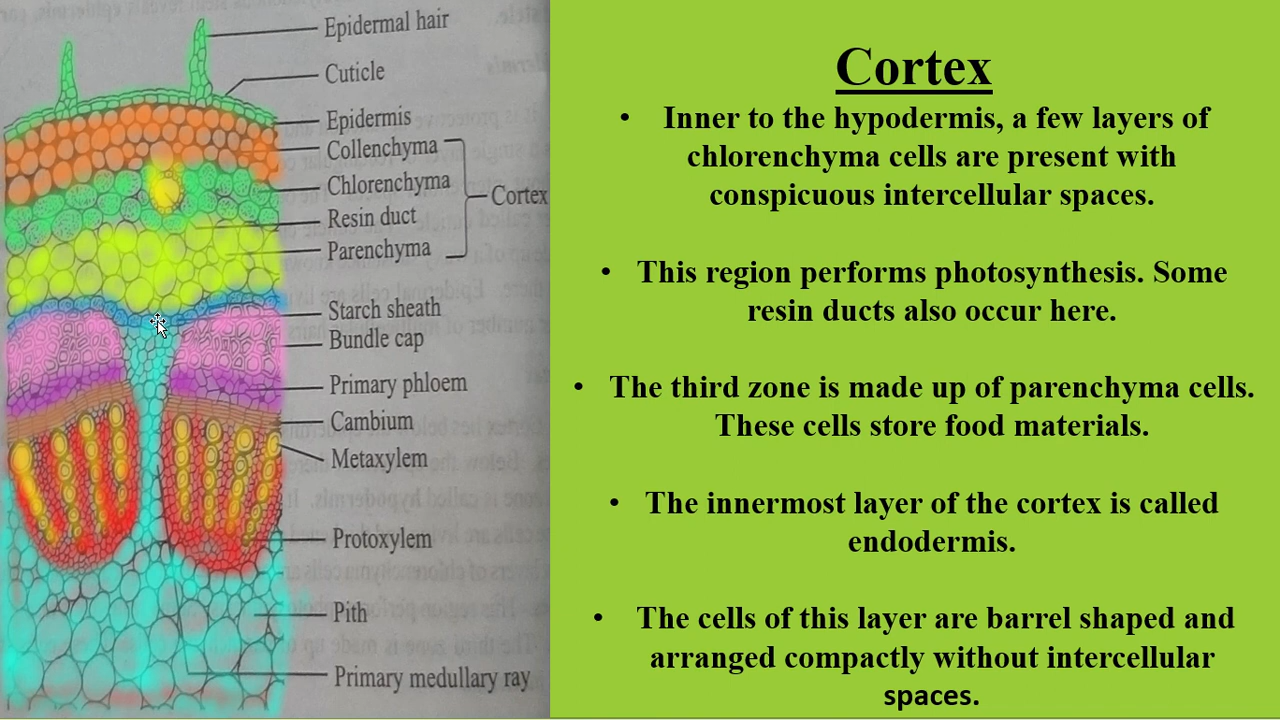 Epidermal hair
Cuticle
Epidermis
Collenchyma
Chlorenchyma
Cortex
Resin duct
Parenchyma
Starch sheath
Bundle cap
Primary phloem
Cambium
Metaxylem
Protoxylem
Pith
Primary medullary ray
Cortex
• Inner to the hypodermis, a few layers of
chlorenchyma cells are present with
conspicuous intercellular spaces.
• This region performs photosynthesis. Some
resin ducts also occur here.
• The third zone is made up of parenchyma cells.
These cells store food materials.
• The innermost layer of the cortex is called
endodermis.
• The cells of this layer are barrel shaped and
arranged compactly without intercellular
spaces.